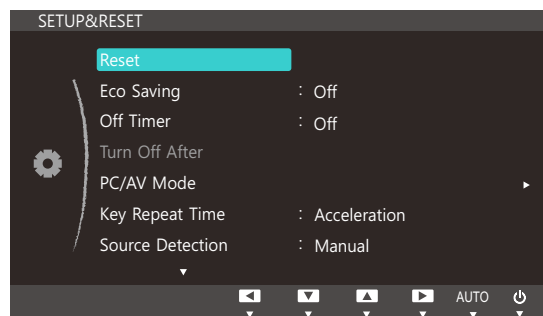 SETUP&RESET
Reset
Eco Saving : Off
Off Timer : Off
Turn Off After
PC/AV Mode
Key Repeat Time : Acceleration
Source Detection : Manual
AUTO